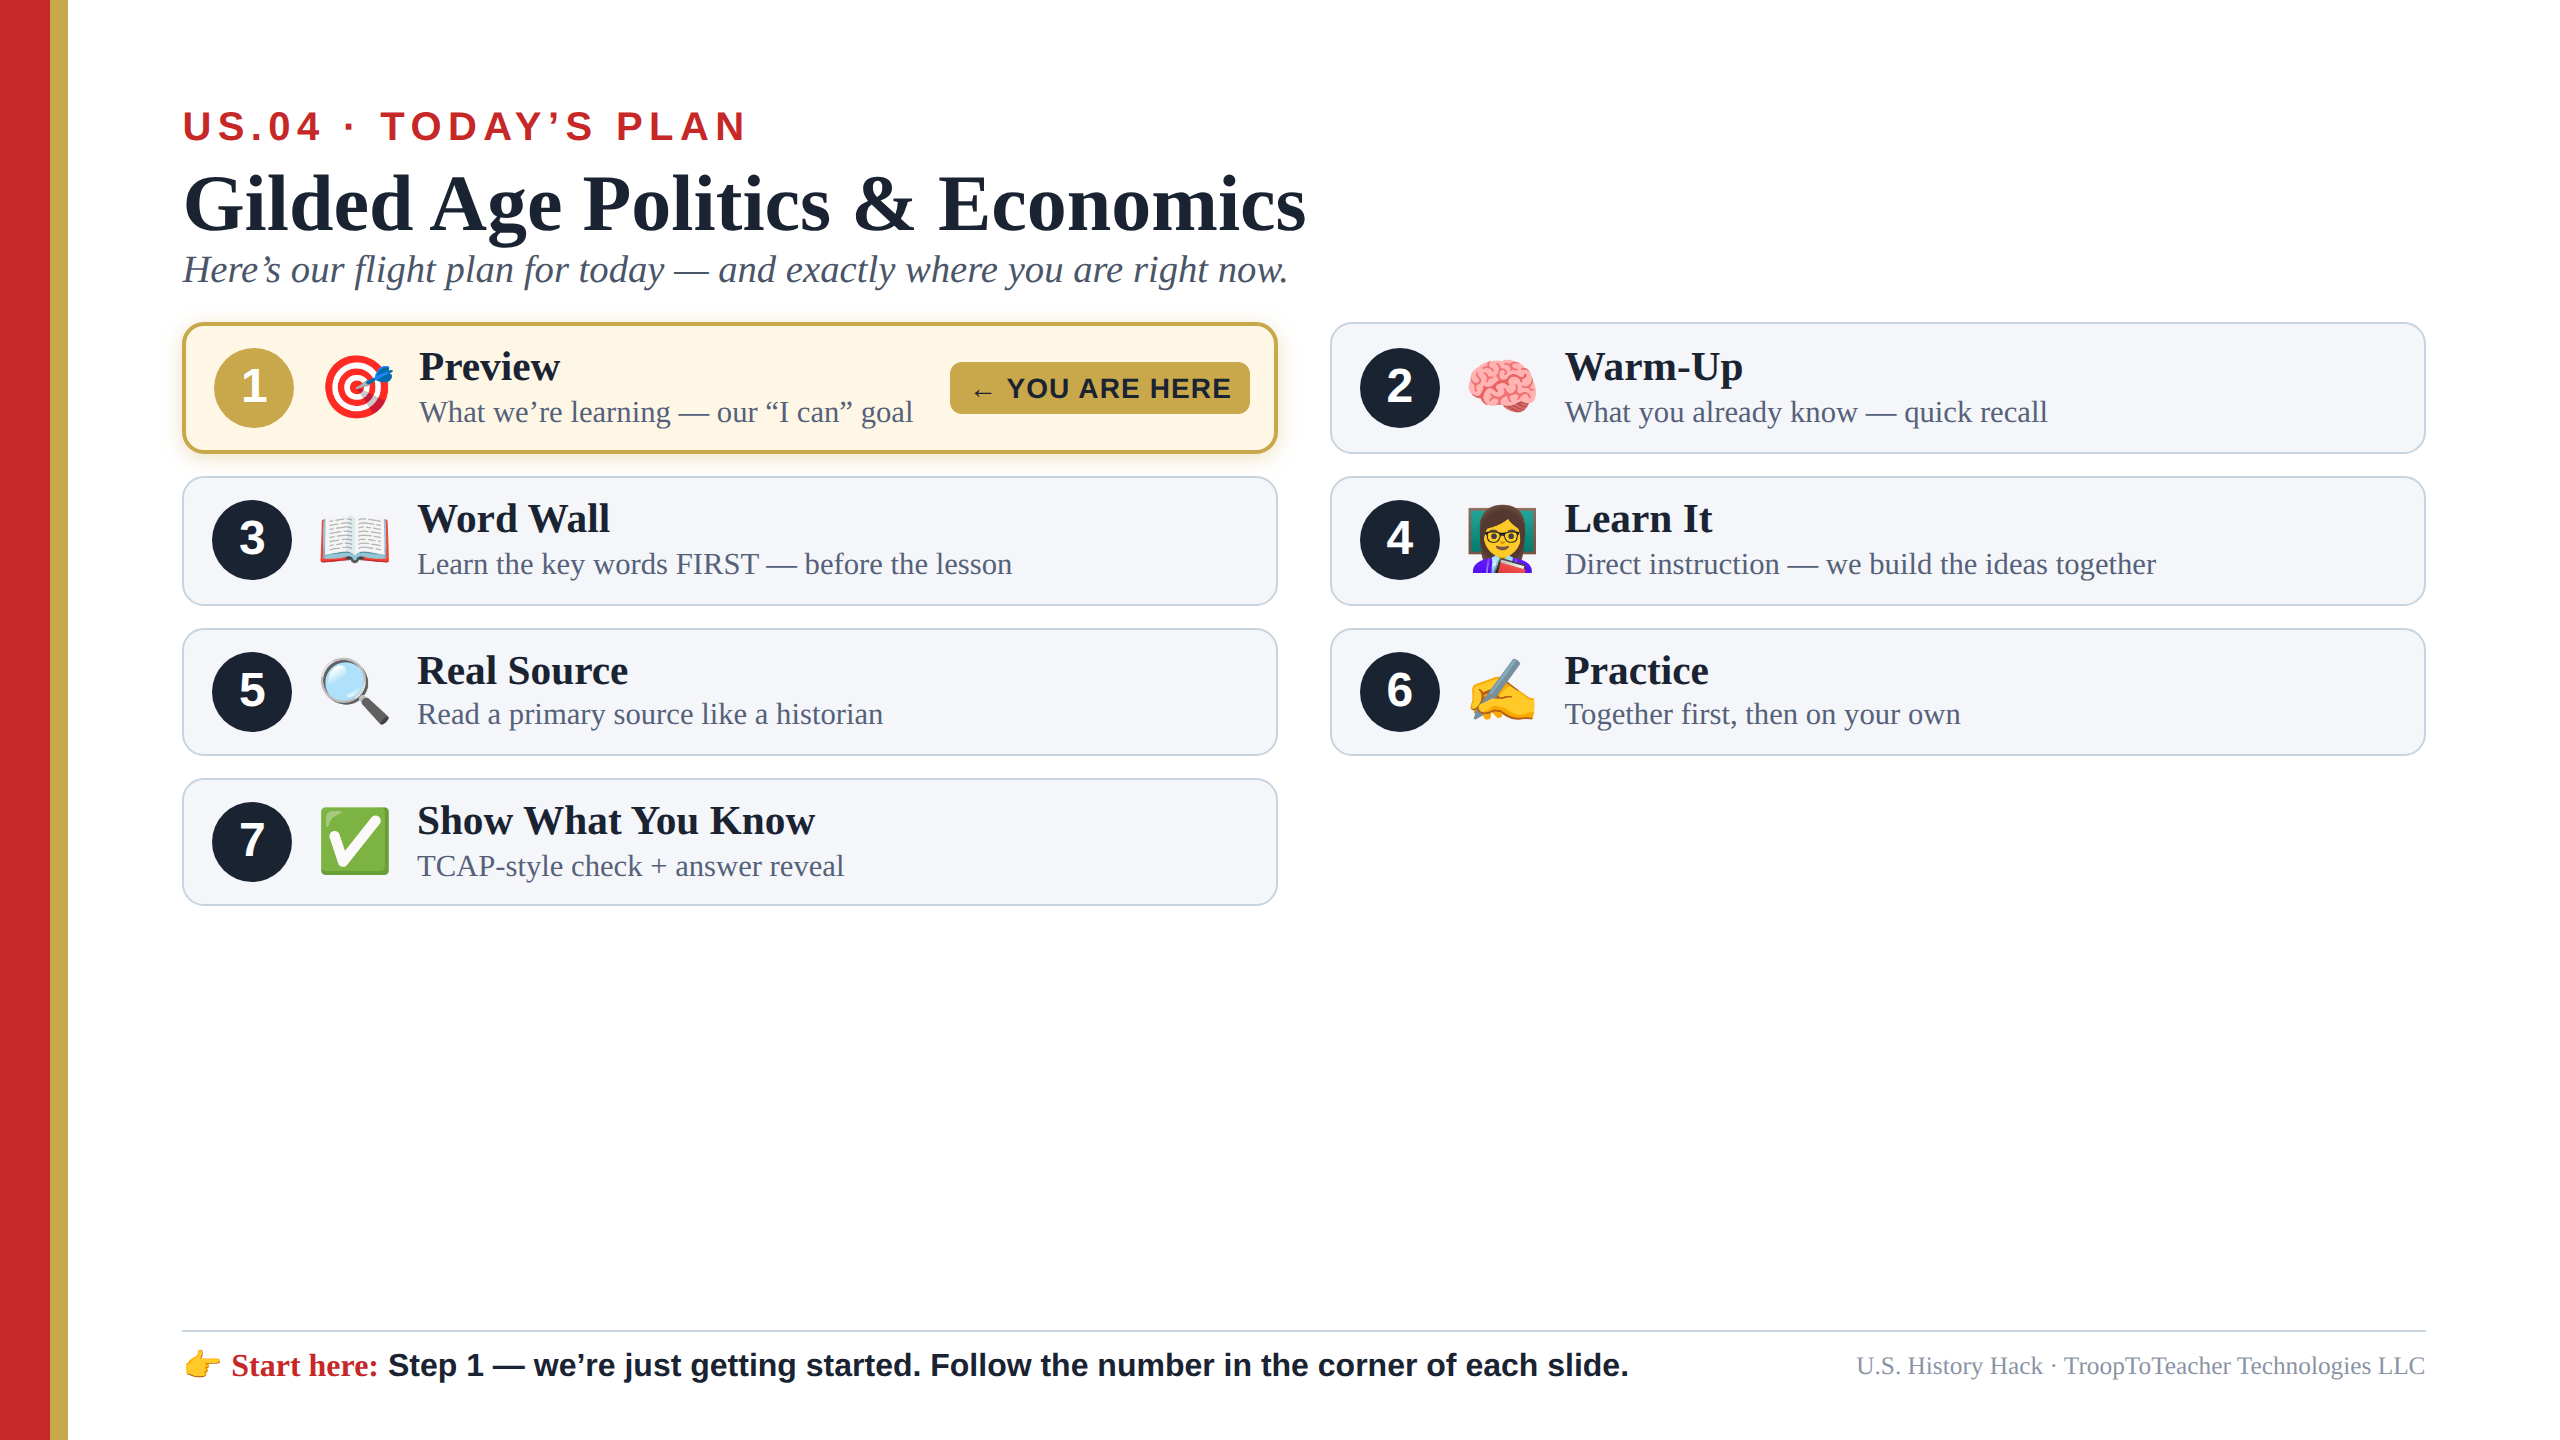 US.04 · TODAY’S PLAN
Gilded Age Politics & Economics
Here’s our flight plan for today — and exactly where you are right now.
1
Preview
What we’re learning — our “I can” goal
← YOU ARE HERE
2
Warm-Up
What you already know — quick recall
3
Word Wall
Learn the key words FIRST — before the lesson
4
Learn It
Direct instruction — we build the ideas together
5
Real Source
Read a primary source like a historian
6
Practice
Together first, then on your own
7
Show What You Know
TCAP-style check + answer reveal
👉 Start here: Step 1 — we’re just getting started. Follow the number in the corner of each slide.
U.S. History Hack · TroopToTeacher Technologies LLC